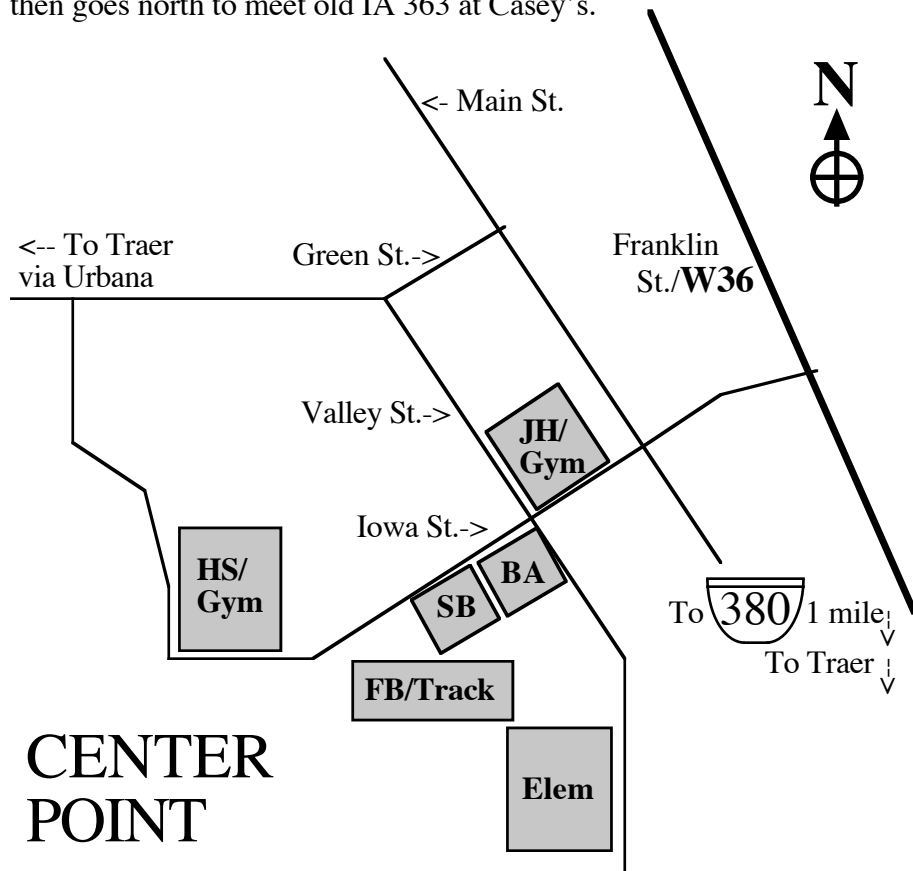 then goes north to meet old IA 363 at Casey's.
<- Main St.
N
<-- To Traer
via Urbana
Green St.->
Franklin
St./W36
Valley St.->
JH/
Gym
Iowa St.->
HS/
Gym
BA
SB
To 380 1 mile
To Traer
FB/Track
Elem
CENTER
POINT